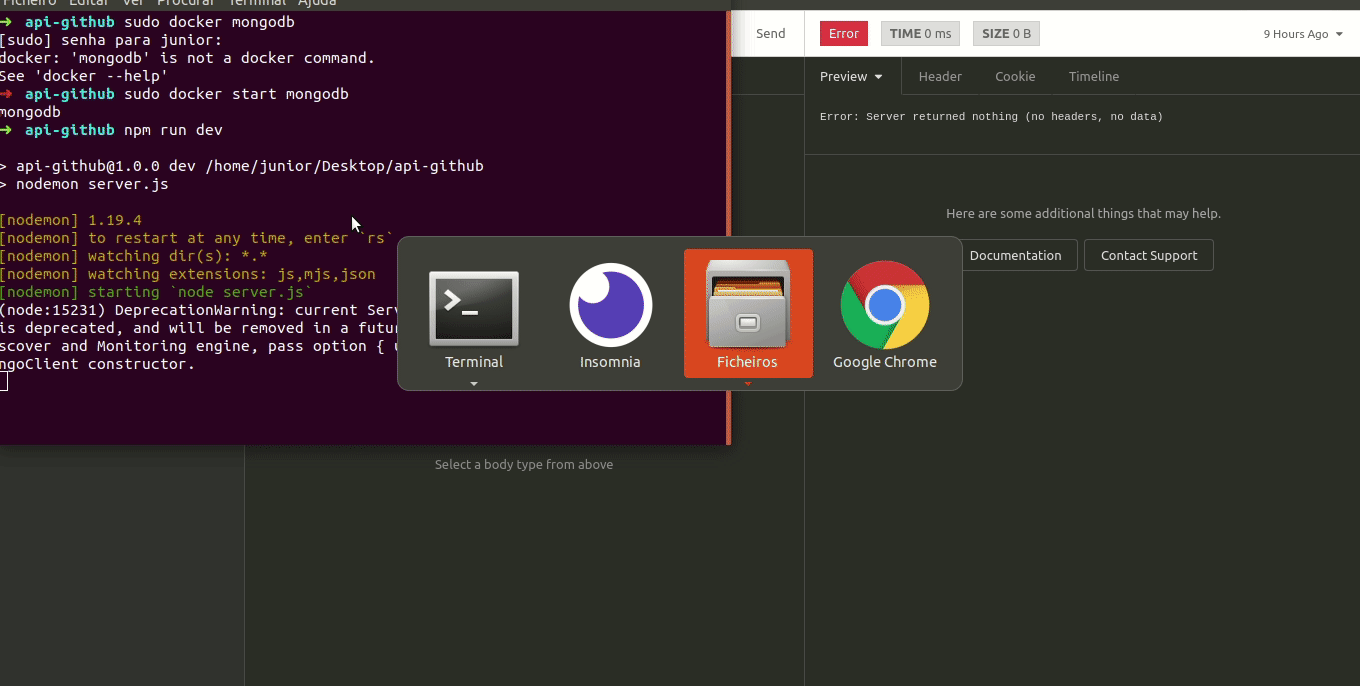 Ficheiro Editar Ver Procurar Terminal Ajuda
➜ api-github sudo docker mongodb
[sudo] senha para junior:
docker: 'mongodb' is not a docker command.
See 'docker --help'
➜ api-github sudo docker start mongodb
mongodb
➜ api-github npm run dev
> api-github@1.0.0 dev /home/junior/Desktop/api-github
> nodemon server.js
[nodemon] 1.19.4
[nodemon] to restart at any time, enter `rs`
[nodemon] watching dir(s): *.*
[nodemon] watching extensions: js,mjs,json
[nodemon] starting `node server.js`
(node:15231) DeprecationWarning: current Serv
is deprecated, and will be removed in a futur
scover and Monitoring engine, pass option { u
ngoClient constructor.
Terminal
Insomnia
Ficheiros
Google Chrome
Select a body type from above
Send
Error TIME 0 ms SIZE 0 B 9 Hours Ago
Preview Header Cookie Timeline
Error: Server returned nothing (no headers, no data)
Here are some additional things that may help.
Documentation Contact Support